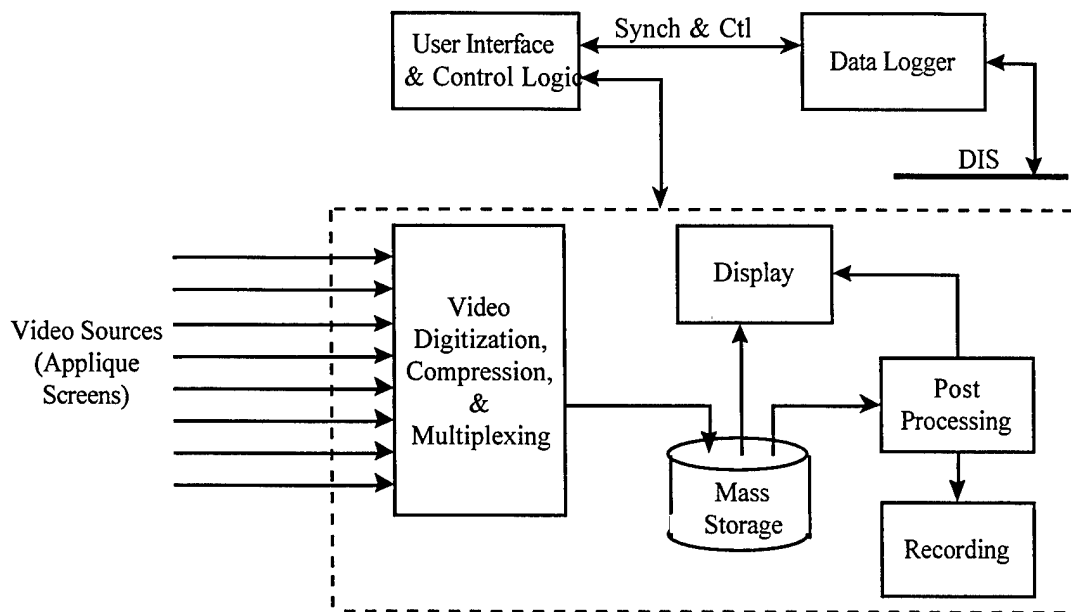 User Interface
& Control Logic
Synch & Ctl
Data Logger
DIS
Video Sources
(Applique
Screens)
Video
Digitization,
Compression,
&
Multiplexing
Display
Mass
Storage
Post
Processing
Recording